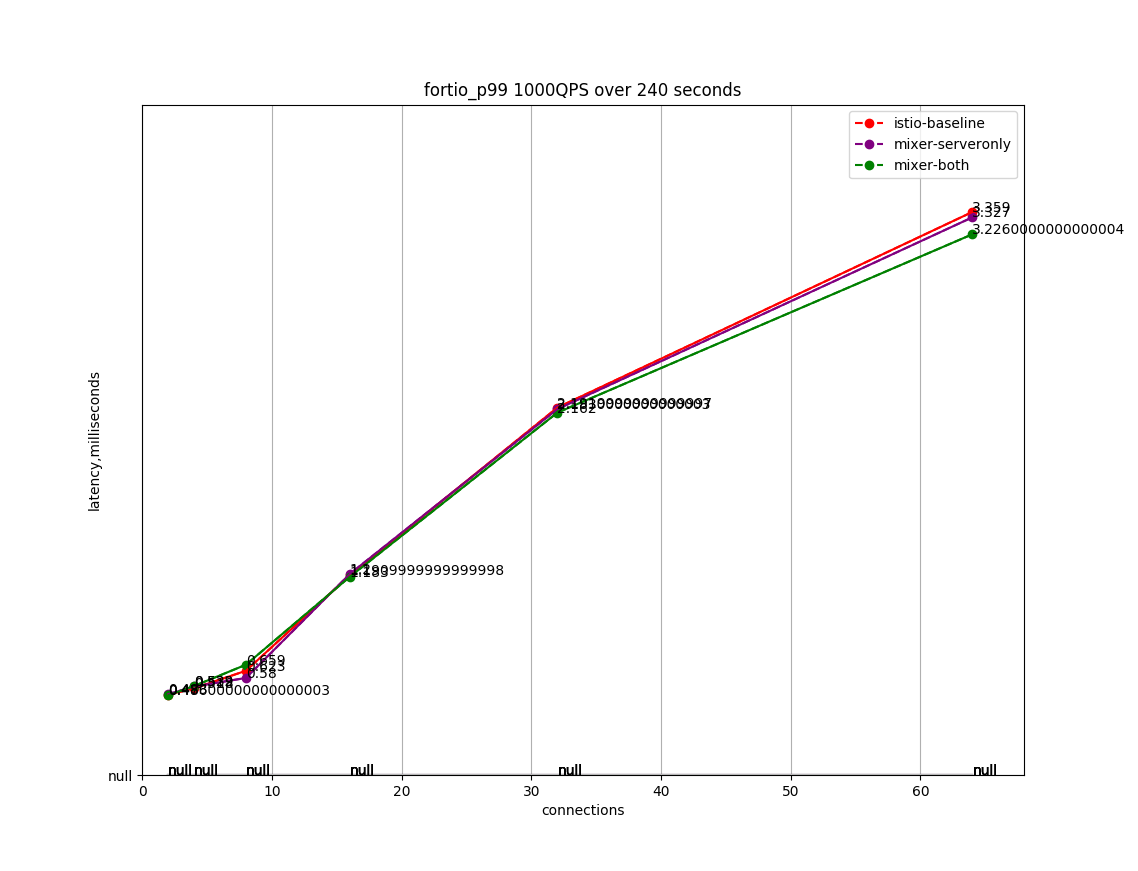 fortio_p99 1000QPS over 240 seconds
istio-baseline
mixer-serveronly
mixer-both
3.359
3.327
3.2260000000000004
2.162
1.183
0.659
0.623
0.58
latency,milliseconds
null
null
null
null
null
null
null
0
10
20
30
40
50
60
connections